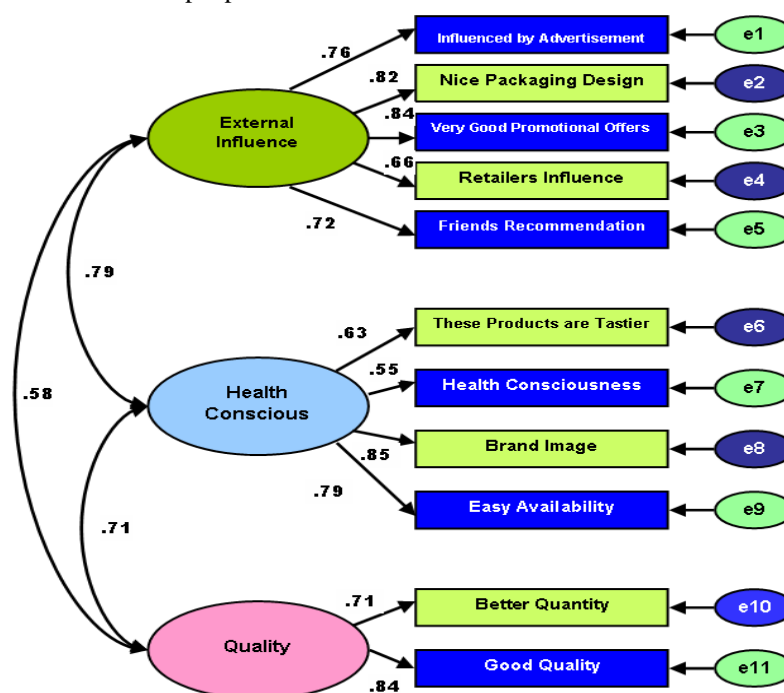 Influenced by Advertisement
e1
.76
Nice Packaging Design
e2
.82
External
Influence
Very Good Promotional Offers
e3
.84
Retailers Influence
e4
.66
Friends Recommendation
e5
.72
.79
These Products are Tastier
e6
.63
Health Consciousness
e7
.55
.58
Health
Conscious
Brand Image
e8
.85
Easy Availability
e9
.79
.71
Better Quantity
e10
.71
Quality
Good Quality
e11
.84